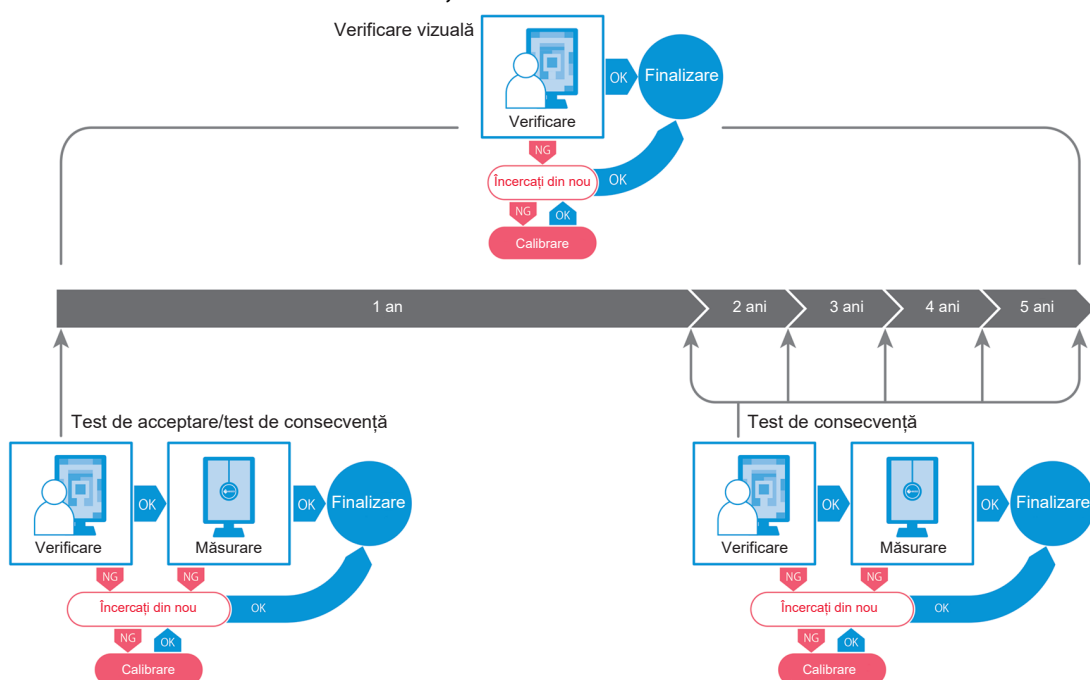 Verificare vizuală
Verificare
OK
Finalizare
NG
Încercați din nou
OK
NG
OK
Calibrare
1 an
2 ani
3 ani
4 ani
5 ani
Test de acceptare/test de consecvență
Verificare
OK
Măsurare
OK
Finalizare
NG
NG
Încercați din nou
OK
NG
OK
Calibrare
Test de consecvență
Verificare
OK
Măsurare
OK
Finalizare
NG
NG
Încercați din nou
OK
NG
OK
Calibrare